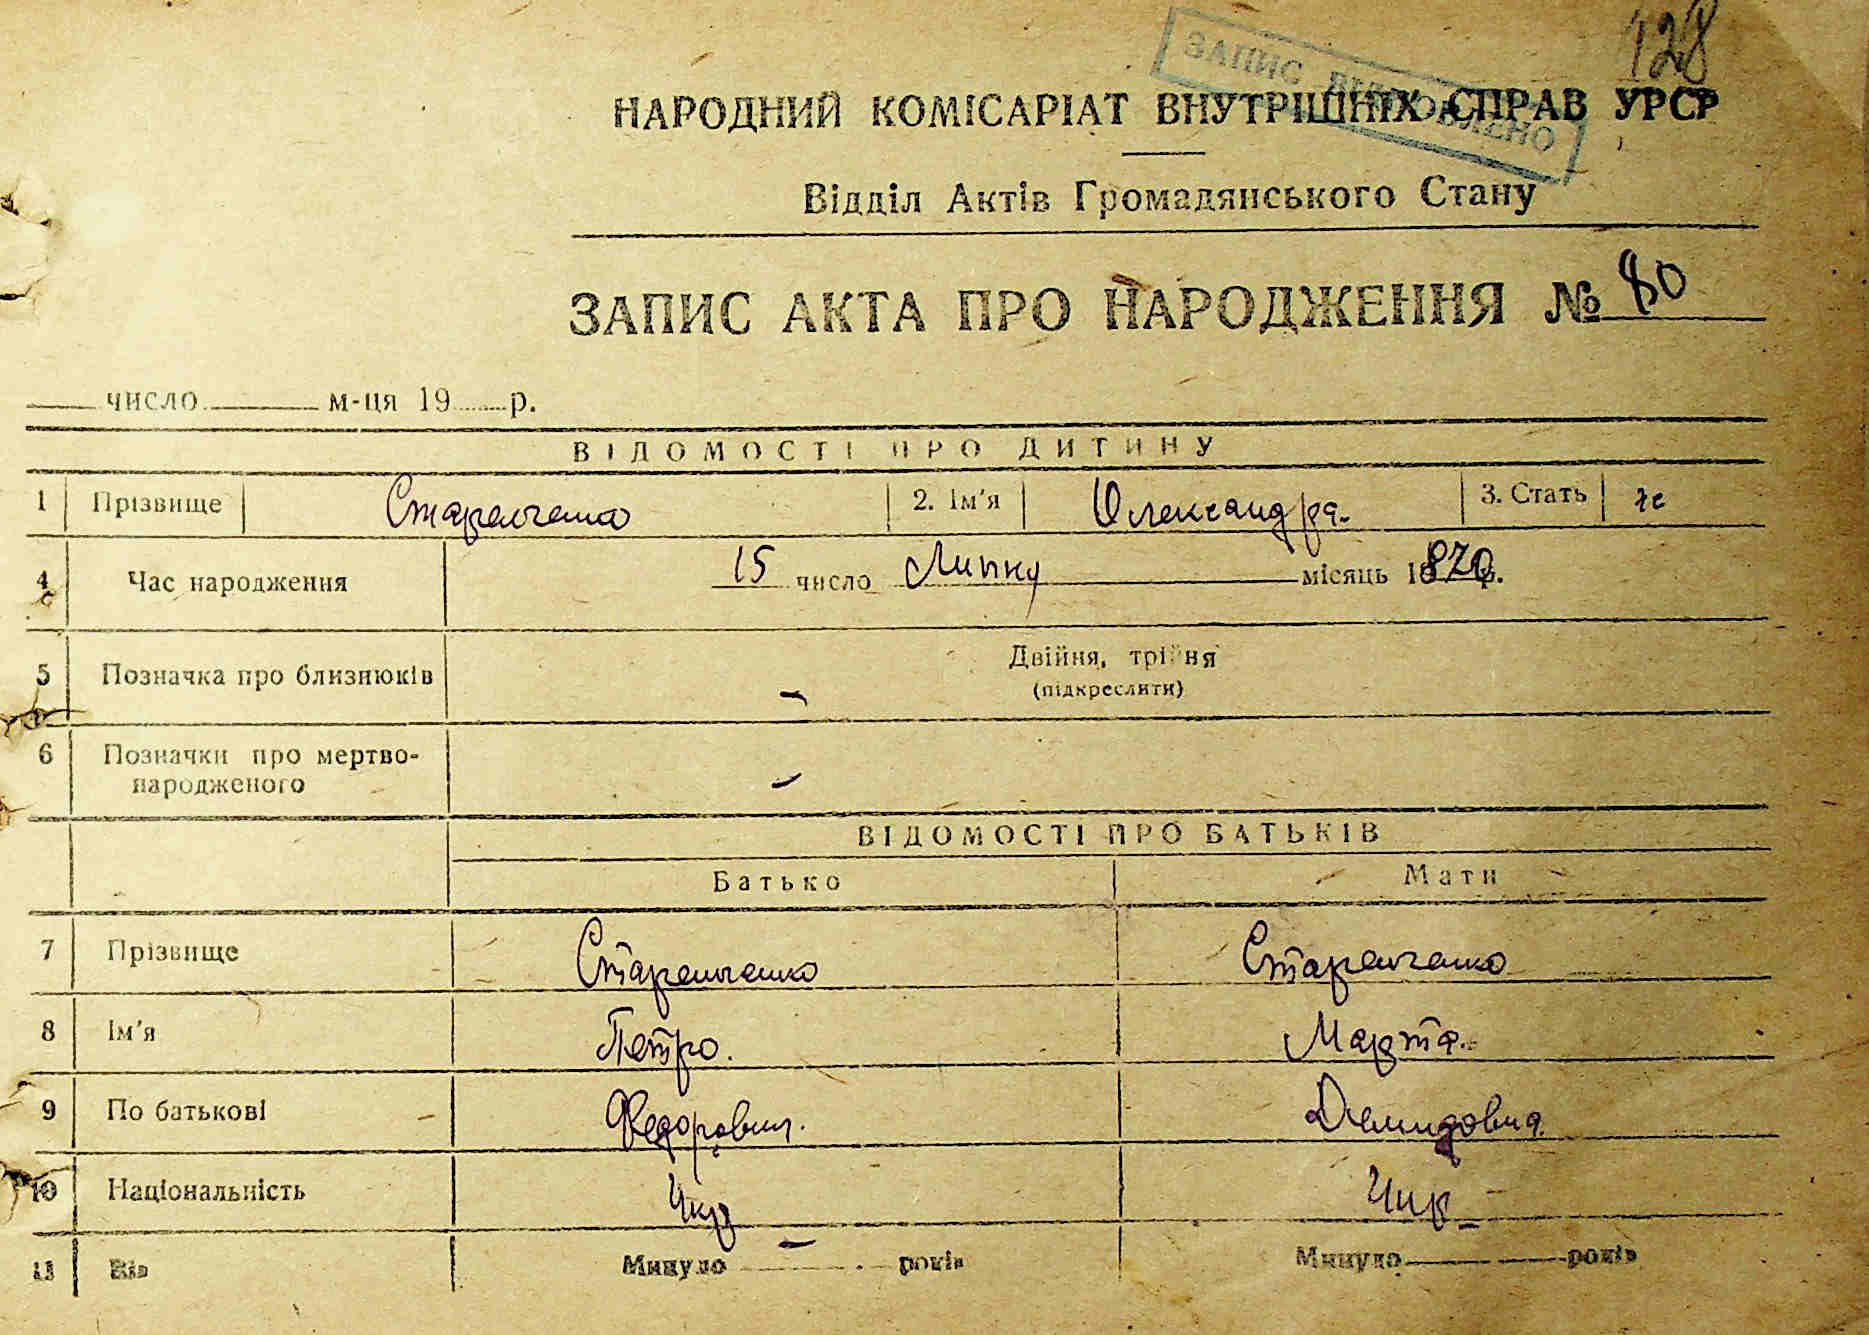 128
ЗАПИС ВІДНОВЛЕНО
НАРОДНИЙ КОМІСАРІАТ ВНУТРІШНІХ СПРАВ УРСР
Відділ Актів Громадянського Стану
ЗАПИС АКТА ПРО НАРОДЖЕННЯ № 80
число м-ця 19 р.
ВІДОМОСТІ ПРО ДИТИНУ
1 Прізвище Старенченко 2. Ім'я Олександра. 3. Стать ж
4 Час народження 15 число Липня місяць 1870 р.
5 Позначка про близнюків - Двійня, трійня
(підкреслити)
6 Позначки про мертво-
народженого -
ВІДОМОСТІ ПРО БАТЬКІВ
Батько Мати
7 Прізвище Старенченко Старенченко
8 Ім'я Петро. Марта.
9 По батькові Федорович. Демидовна.
10 Національність Укр Укр
11 Вік Минуло - років Минуло років